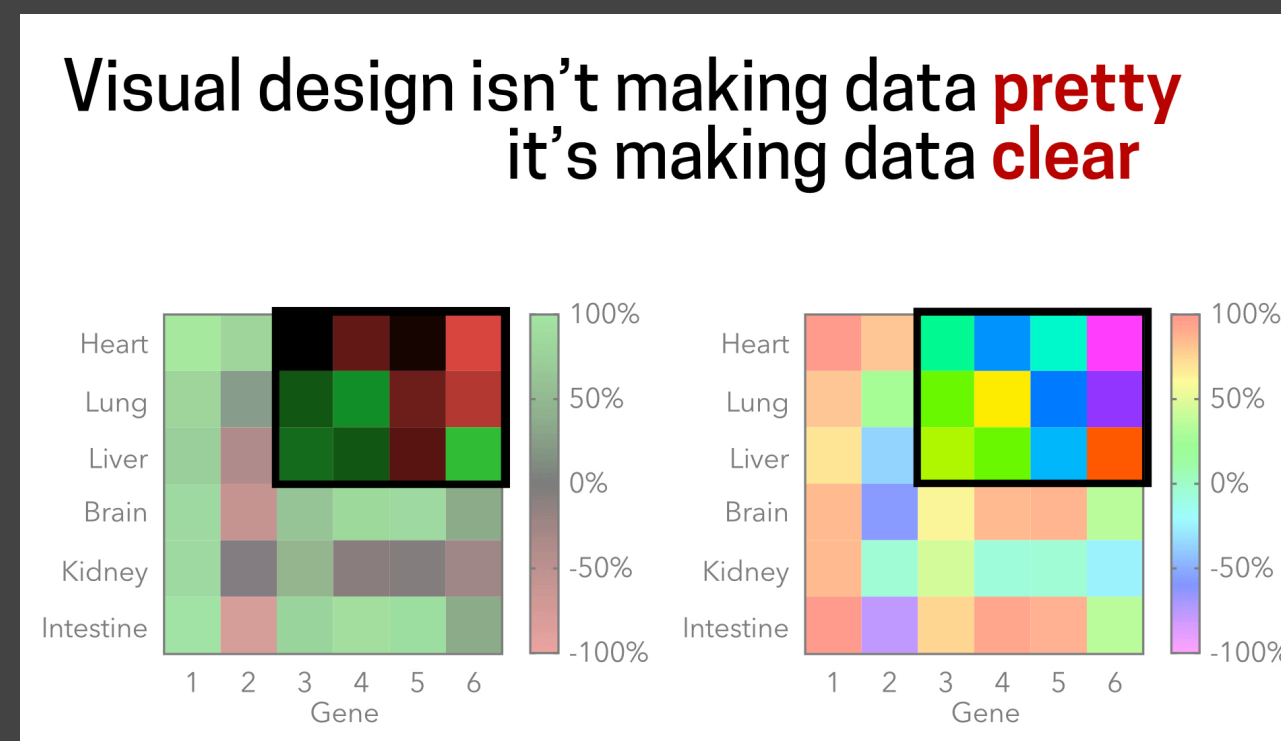 Visual design isn’t making data pretty
it’s making data clear
Heart
Lung
Liver
Brain
Kidney
Intestine
1 2 3 4 5 6
Gene
100%
50%
0%
-50%
-100%
Heart
Lung
Liver
Brain
Kidney
Intestine
1 2 3 4 5 6
Gene
100%
50%
0%
-50%
-100%